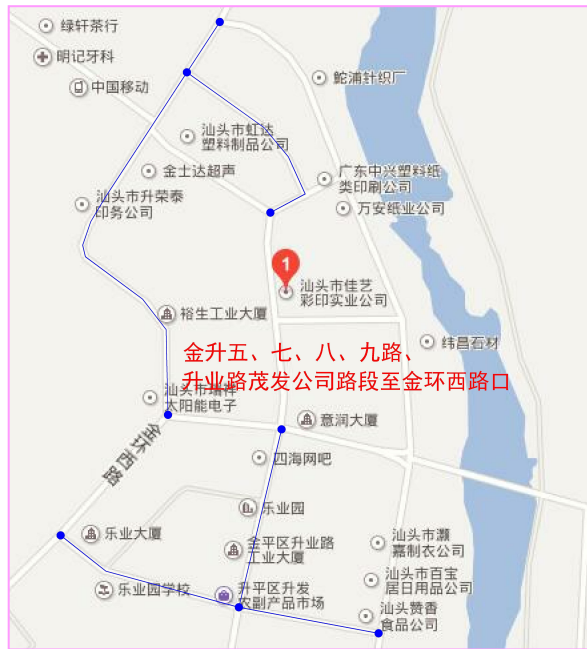 绿轩茶行
明记牙科
中国移动
鮀浦针织厂
汕头市虹达
塑料制品公司
金士达超声
广东中兴塑料纸
类印刷公司
汕头市升荣泰
印务公司
万安纸业公司
1
汕头市佳艺
彩印实业公司
裕生工业大厦
纬昌石材
金升五、七、八、九路、
升业路茂发公司路段至金环西路口
汕头市瑞祥
太阳能电子
意润大厦
金环西路
四海网吧
乐业园
乐业大厦
金平区升业路
工业大厦
汕头市灏
嘉制衣公司
乐业园学校
升平区升发
农副产品市场
汕头市百宝
居日用品公司
汕头赞香
食品公司